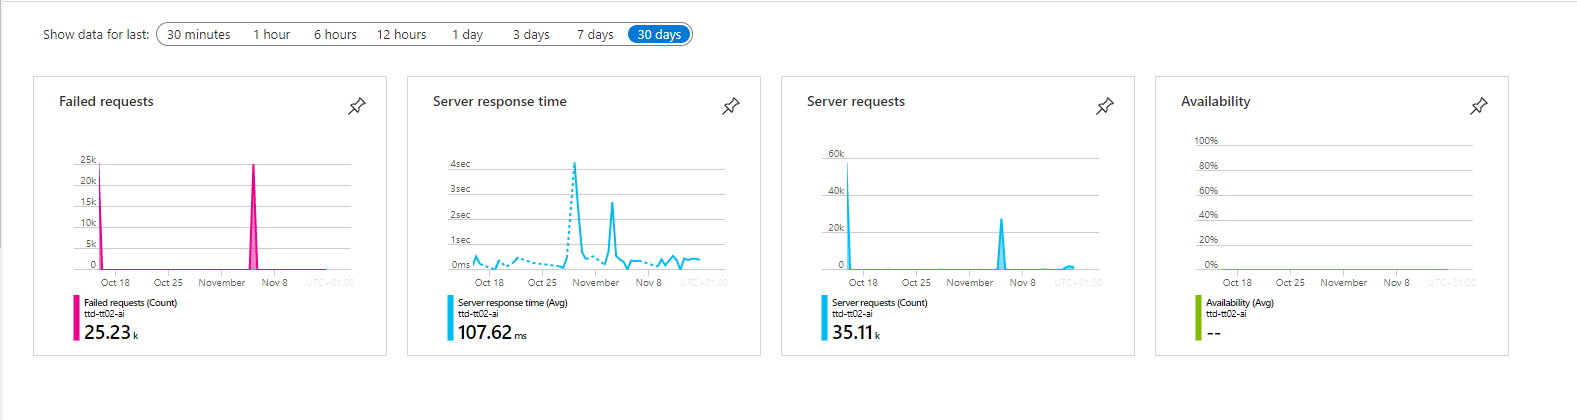 Show data for last: 30 minutes 1 hour 6 hours 12 hours 1 day 3 days 7 days 30 days
Failed requests
25k
20k
15k
10k
5k
0
Oct 18 Oct 25 November Nov 8 UTC+01:00
Failed requests (Count)
ttd-tt02-ai
25.23 k
Server response time
4sec
3sec
2sec
1sec
0ms
Oct 18 Oct 25 November Nov 8 UTC+01:00
Server response time (Avg)
ttd-tt02-ai
107.62 ms
Server requests
60k
40k
20k
0
Oct 18 Oct 25 November Nov 8 UTC+01:00
Server requests (Count)
ttd-tt02-ai
35.11 k
Availability
100%
80%
60%
40%
20%
0%
Oct 18 Oct 25 November Nov 8 UTC+01:00
Availability (Avg)
ttd-tt02-ai
--